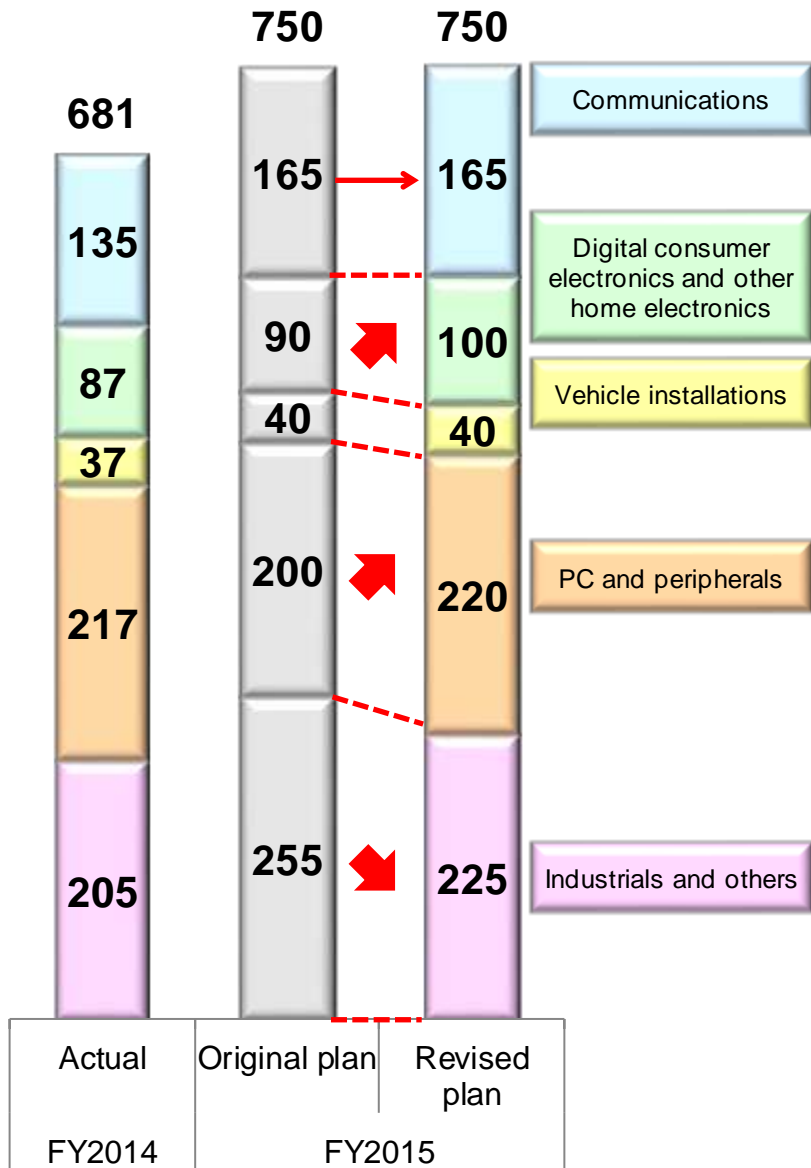 750
750
681
Communications
165
165
135
Digital consumer
electronics and other
home electronics
90
100
87
Vehicle installations
40
40
37
200
220
PC and peripherals
217
255
225
Industrials and others
205
Actual
Original plan
Revised
plan
FY2014
FY2015